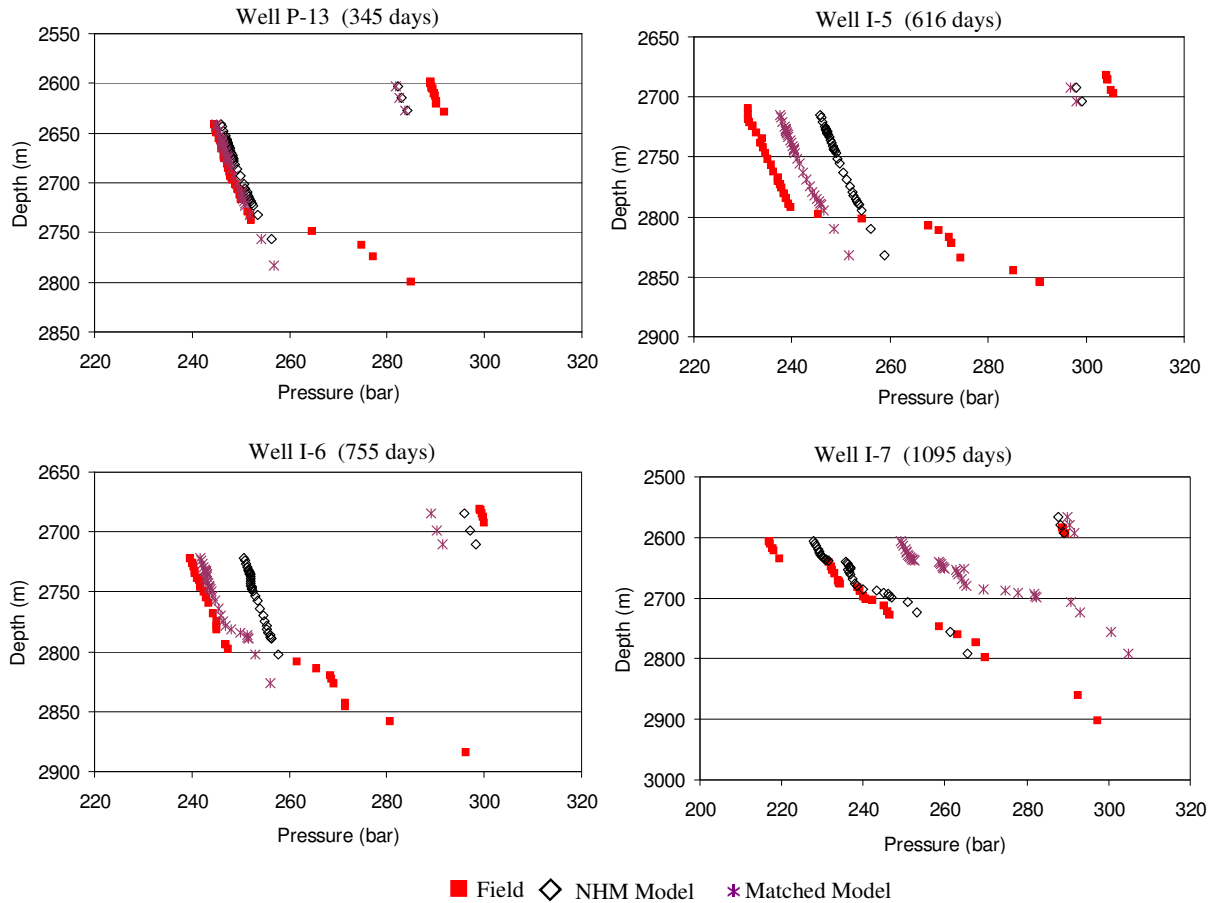 Well P-13 (345 days)
Depth (m)
2550
2600
2650
2700
2750
2800
2850
220 240 260 280 300 320
Pressure (bar)
Well I-5 (616 days)
Depth (m)
2650
2700
2750
2800
2850
2900
220 240 260 280 300 320
Pressure (bar)
Well I-6 (755 days)
Depth (m)
2650
2700
2750
2800
2850
2900
220 240 260 280 300 320
Pressure (bar)
Well I-7 (1095 days)
Depth (m)
2500
2600
2700
2800
2900
3000
200 220 240 260 280 300 320
Pressure (bar)
Field NHM Model Matched Model